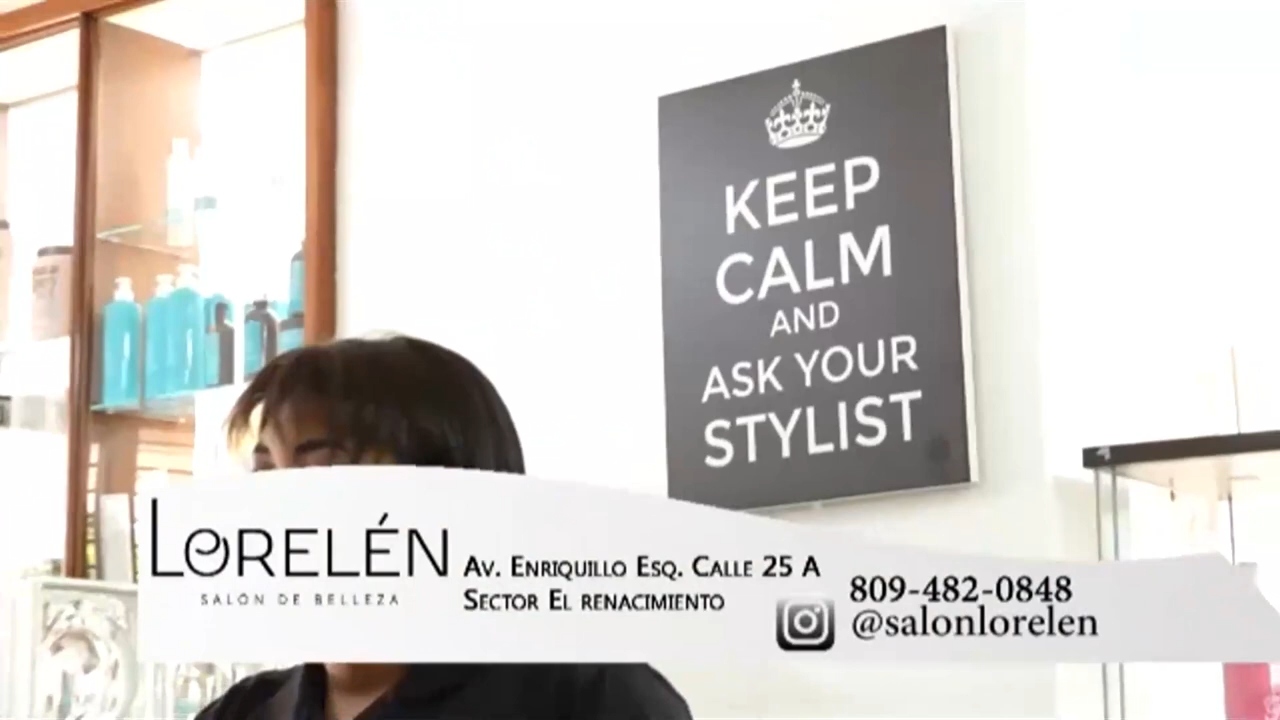 KEEP
CALM
AND
ASK YOUR
STYLIST
LORELÉN
SALÓN DE BELLEZA
AV. ENRIQUILLO ESQ. CALLE 25 A
SECTOR EL RENACIMIENTO
809-482-0848
@salonlorelen